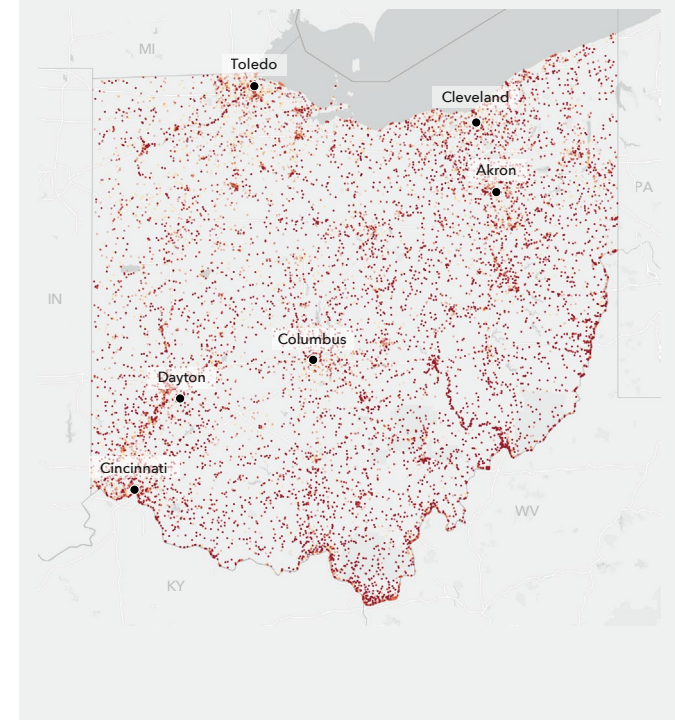 MI
Toledo
Cleveland
Akron
PA
IN
Columbus
Dayton
Cincinnati
WV
KY